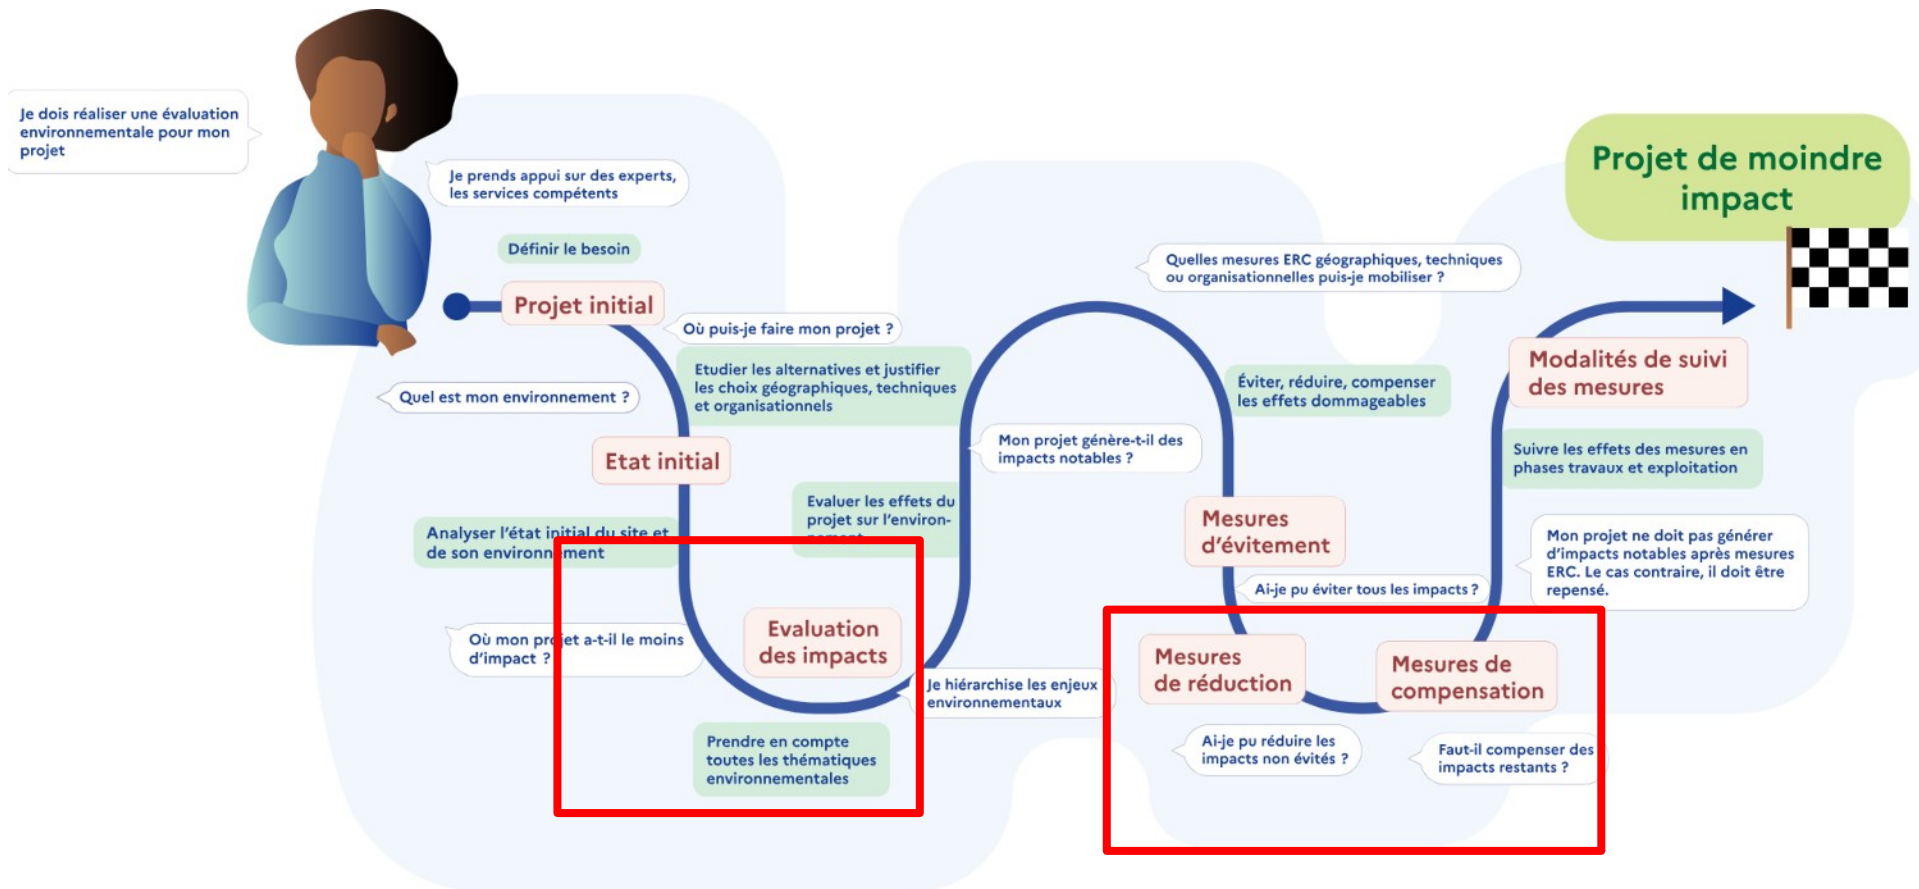 Je dois réaliser une évaluation
environnementale pour mon
projet
Je prends appui sur des experts,
les services compétents
Définir le besoin
Projet initial
Où puis-je faire mon projet ?
Etudier les alternatives et justifier
les choix géographiques, techniques
et organisationnels
Quel est mon environnement ?
Etat initial
Analyser l'état initial du site et
de son environnement
Où mon projet a-t-il le moins
d'impact ?
Evaluation
des impacts
Prendre en compte
toutes les thématiques
environnementales
Je hiérarchise les enjeux
environnementaux
Evaluer les effets du
projet sur l'environ-
nement
Mon projet génère-t-il des
impacts notables ?
Quelles mesures ERC géographiques, techniques
ou organisationnelles puis-je mobiliser ?
Éviter, réduire, compenser
les effets dommageables
Mesures
d'évitement
Ai-je pu éviter tous les impacts ?
Mesures
de réduction
Ai-je pu réduire les
impacts non évités ?
Mesures de
compensation
Faut-il compenser des
impacts restants ?
Mon projet ne doit pas générer
d'impacts notables après mesures
ERC. Le cas contraire, il doit être
repensé.
Suivre les effets des mesures en
phases travaux et exploitation
Modalités de suivi
des mesures
Projet de moindre
impact